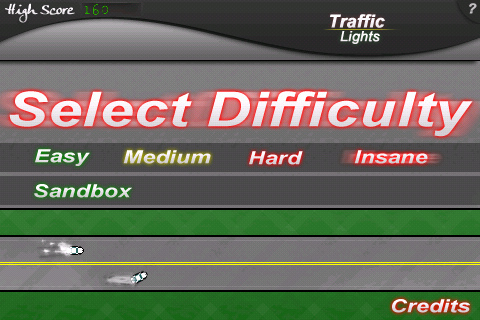 High Score 160
?
Traffic
Lights
Select Difficulty
Easy Medium Hard Insane
Sandbox
Credits